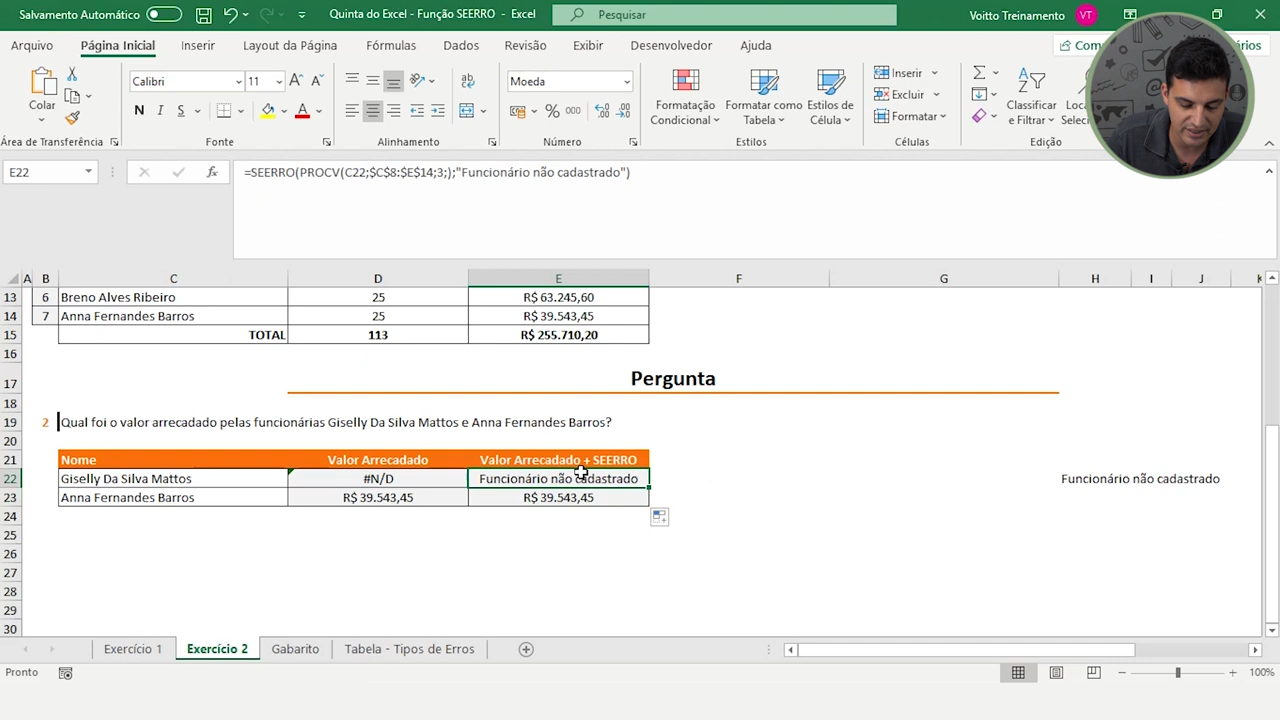 Salvamento Automático
Quinta do Excel - Função SEERRO - Excel
Pesquisar
Voitto Treinamento
VT
Arquivo
Página Inicial
Inserir
Layout da Página
Fórmulas
Dados
Revisão
Exibir
Desenvolvedor
Ajuda
Colar
Calibri
11
N
I
S
A
Moeda
%
000
Formatação
Condicional
Formatar como
Tabela
Estilos de
Célula
Inserir
Excluir
Formatar
Classificar
e Filtrar
Área de Transferência
Fonte
Alinhamento
Número
Estilos
Células
Edição
E22
fx
=SEERRO(PROCV(C22;$C$8:$E$14;3;);"Funcionário não cadastrado")
A B C D E F G H I J K
13 6 Breno Alves Ribeiro 25 R$ 63.245,60
14 7 Anna Fernandes Barros 25 R$ 39.543,45
15 TOTAL 113 R$ 255.710,20
16
17 Pergunta
18
19 2 Qual foi o valor arrecadado pelas funcionárias Giselly Da Silva Mattos e Anna Fernandes Barros?
20
21 Nome Valor Arrecadado Valor Arrecadado + SEERRO
22 Giselly Da Silva Mattos #N/D Funcionário não cadastrado Funcionário não cadastrado
23 Anna Fernandes Barros R$ 39.543,45 R$ 39.543,45
24
25
26
27
28
29
30
Exercício 1
Exercício 2
Gabarito
Tabela - Tipos de Erros
Pronto
100%